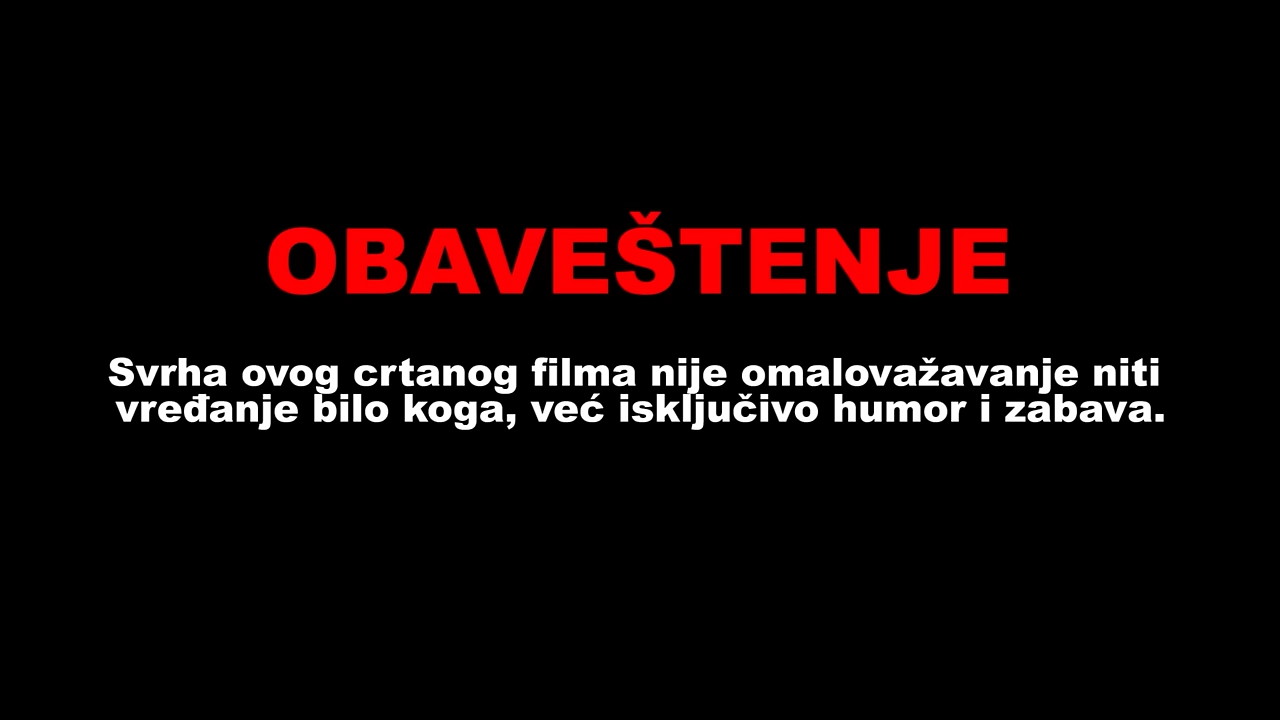 OBAVEŠTENJE
Svrha ovog crtanog filma nije omalovažavanje niti
vređanje bilo koga, već isključivo humor i zabava.